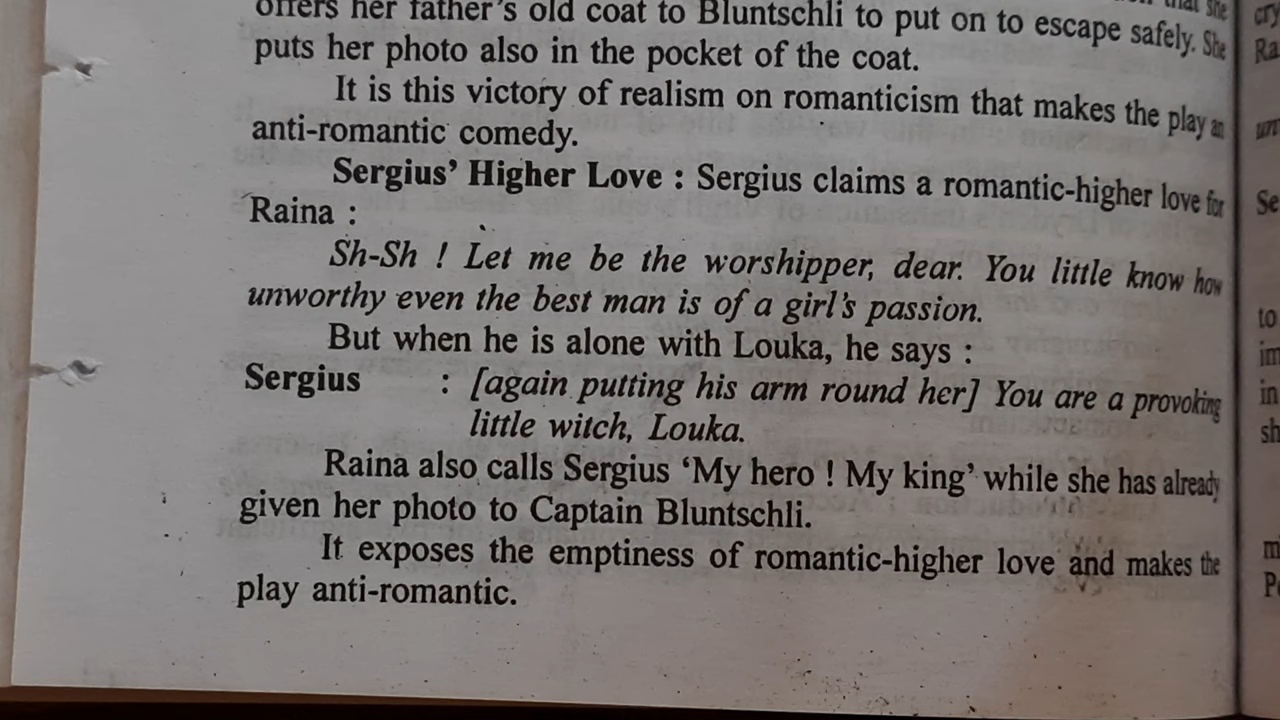 offers her father's old coat to Bluntschli to put on to escape safely. She
puts her photo also in the pocket of the coat.
It is this victory of realism on romanticism that makes the play an
anti-romantic comedy.
Sergius' Higher Love : Sergius claims a romantic-higher love for
Raina :
Sh-Sh ! Let me be the worshipper, dear. You little know how
unworthy even the best man is of a girl's passion.
But when he is alone with Louka, he says :
Sergius : [again putting his arm round her] You are a provoking
little witch, Louka.
Raina also calls Sergius 'My hero ! My king' while she has already
given her photo to Captain Bluntschli.
It exposes the emptiness of romantic-higher love and makes the
play anti-romantic.